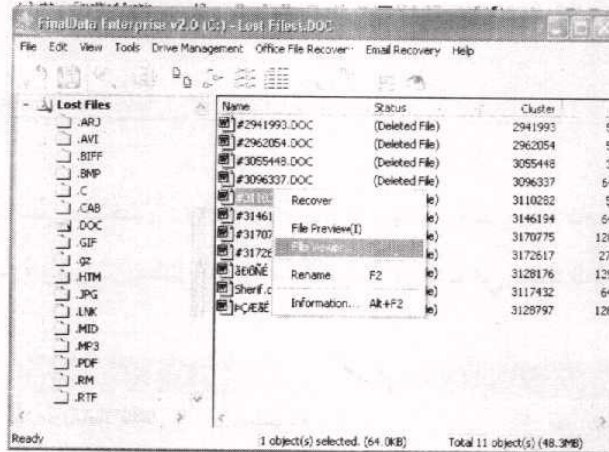 FinalData Enterprise v2.0 (C:) - Lost Files\.DOC
File Edit View Tools Drive Management Office File Recover Email Recovery Help
Lost Files
.ARJ
.AVI
.BIFF
.BMP
.C
.CAB
.DOC
.GIF
.gz
.HTM
.JPG
.LNK
.MID
.MP3
.PDF
.RM
.RTF
Name Status Cluster
#2941993.DOC (Deleted File) 2941993
#2962054.DOC (Deleted File) 2962054
#3055448.DOC (Deleted File) 3055448
#3096337.DOC (Deleted File) 3096337
3110282
#31461 3146194
#31707 3170775
#31726 3172617
3128176
Sherif.d 3117432
3128797
Recover
File Preview(I)
Rename F2
Information... Alt+F2
Ready 1 object(s) selected. (64.0KB) Total 11 object(s) (48.3MB)